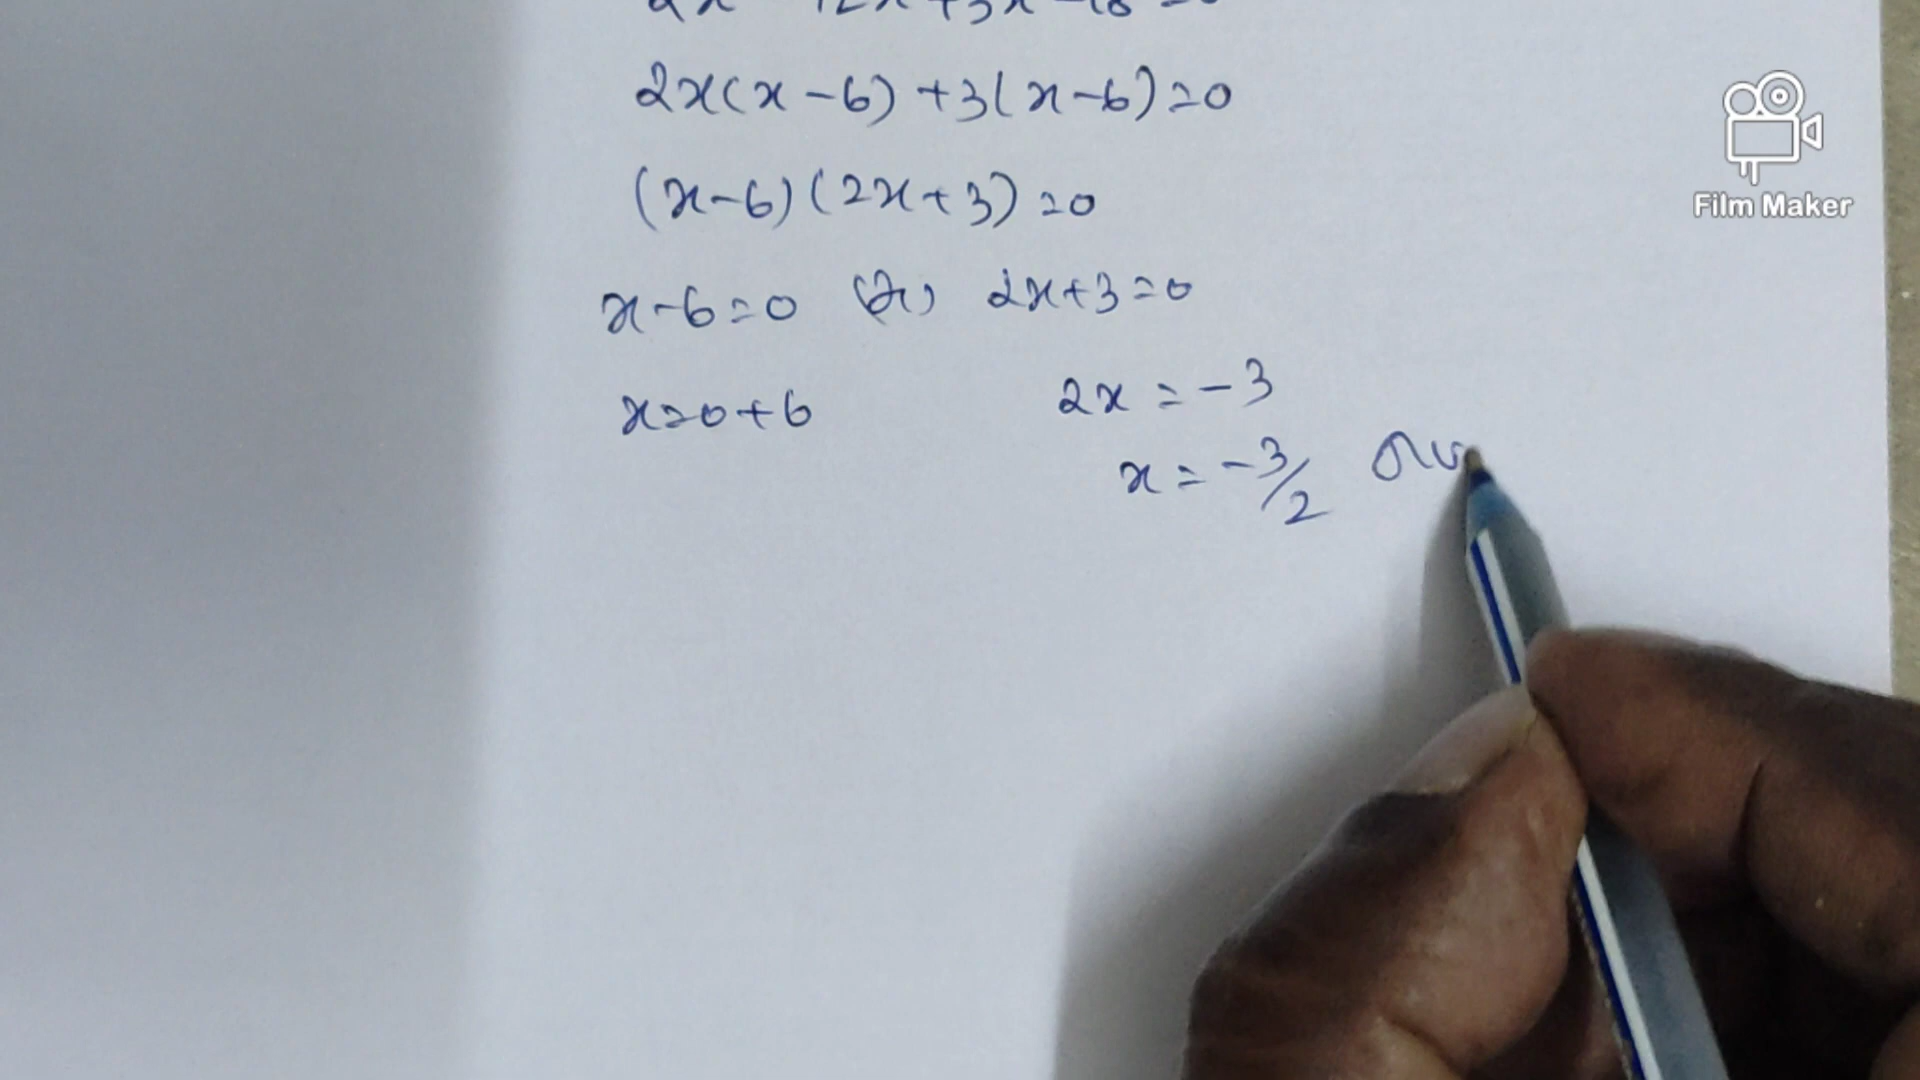 2x(x-6)+3(x-6)=0
(x-6)(2x+3)=0
x-6=0 (or) 2x+3=0
x=0+6
2x=-3
x=-3/2
Film Maker